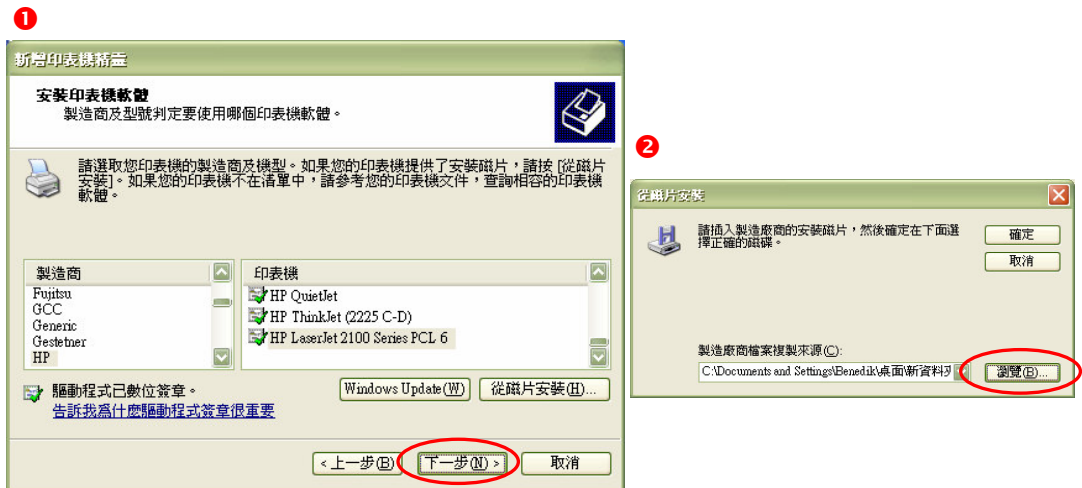 ❶
新增印表機精靈
安裝印表機軟體
製造商及型號判定要使用哪個印表機軟體。
請選取您印表機的製造商及機型。如果您的印表機提供了安裝磁片，請按 [從磁片
安裝]。如果您的印表機不在清單中，請參考您的印表機文件，查詢相容的印表機
軟體。
製造商
Fujitsu
GCC
Generic
Gestetner
HP
印表機
HP QuietJet
HP ThinkJet (2225 C-D)
HP LaserJet 2100 Series PCL 6
驅動程式已數位簽章。
告訴我為什麼驅動程式簽章很重要
Windows Update(W)
從磁片安裝(H)...
<上一步(B)
下一步(N) >
取消
❷
從磁片安裝
請插入製造廠商的安裝磁片，然後確定在下面選
擇正確的磁碟。
確定
取消
製造廠商檔案複製來源(C):
C:\Documents and Settings\Benedik\桌面\新資料夾
瀏覽(B)...